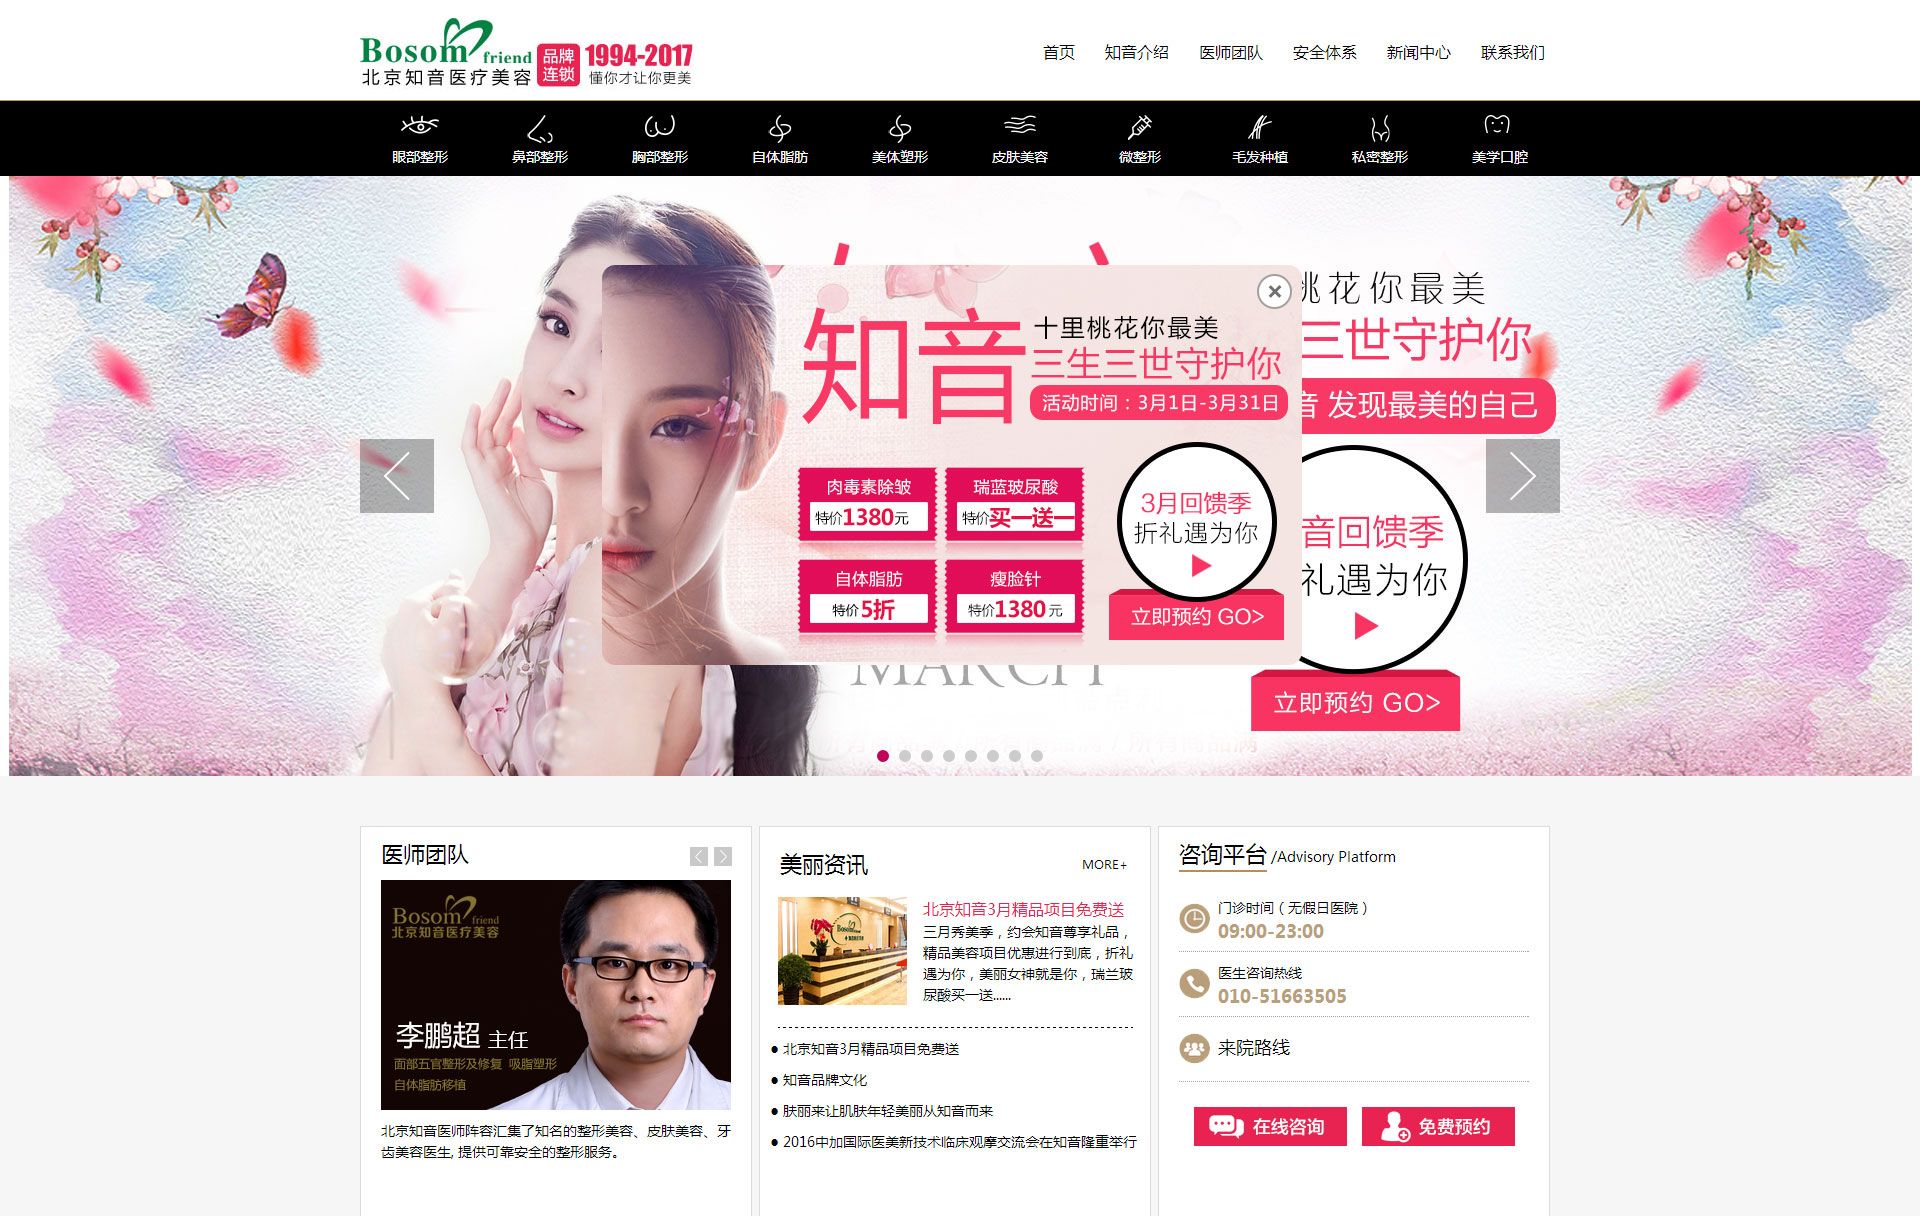 Bosom friend
北京知音医疗美容
品牌连锁
1994-2017
懂你才让你更美
首页 知音介绍 医师团队 安全体系 新闻中心 联系我们
眼部整形 鼻部整形 胸部整形 自体脂肪 美体塑形 皮肤美容 微整形 毛发种植 私密整形 美学口腔
桃花你最美
三世守护你
音 发现最美的自己
音回馈季
礼遇为你
立即预约 GO>
MARCH
知音
十里桃花你最美
三生三世守护你
活动时间：3月1日-3月31日
肉毒素除皱
特价1380元
瑞蓝玻尿酸
特价买一送一
自体脂肪
特价5折
瘦脸针
特价1380元
3月回馈季
折礼遇为你
立即预约 GO>
医师团队
Bosom friend
北京知音医疗美容
李鹏超 主任
面部五官整形及修复 吸脂塑形
自体脂肪移植
北京知音医师阵容汇集了知名的整形美容、皮肤美容、牙
齿美容医生, 提供可靠安全的整形服务。
美丽资讯
MORE+
北京知音3月精品项目免费送
三月秀美季，约会知音尊享礼品，
精品美容项目优惠进行到底，折礼
遇为你，美丽女神就是你，瑞兰玻
尿酸买一送......
● 北京知音3月精品项目免费送
● 知音品牌文化
● 肤丽来让肌肤年轻美丽从知音而来
● 2016中加国际医美新技术临床观摩交流会在知音隆重举行
咨询平台 /Advisory Platform
门诊时间（无假日医院）
09:00-23:00
医生咨询热线
010-51663505
来院路线
在线咨询
免费预约